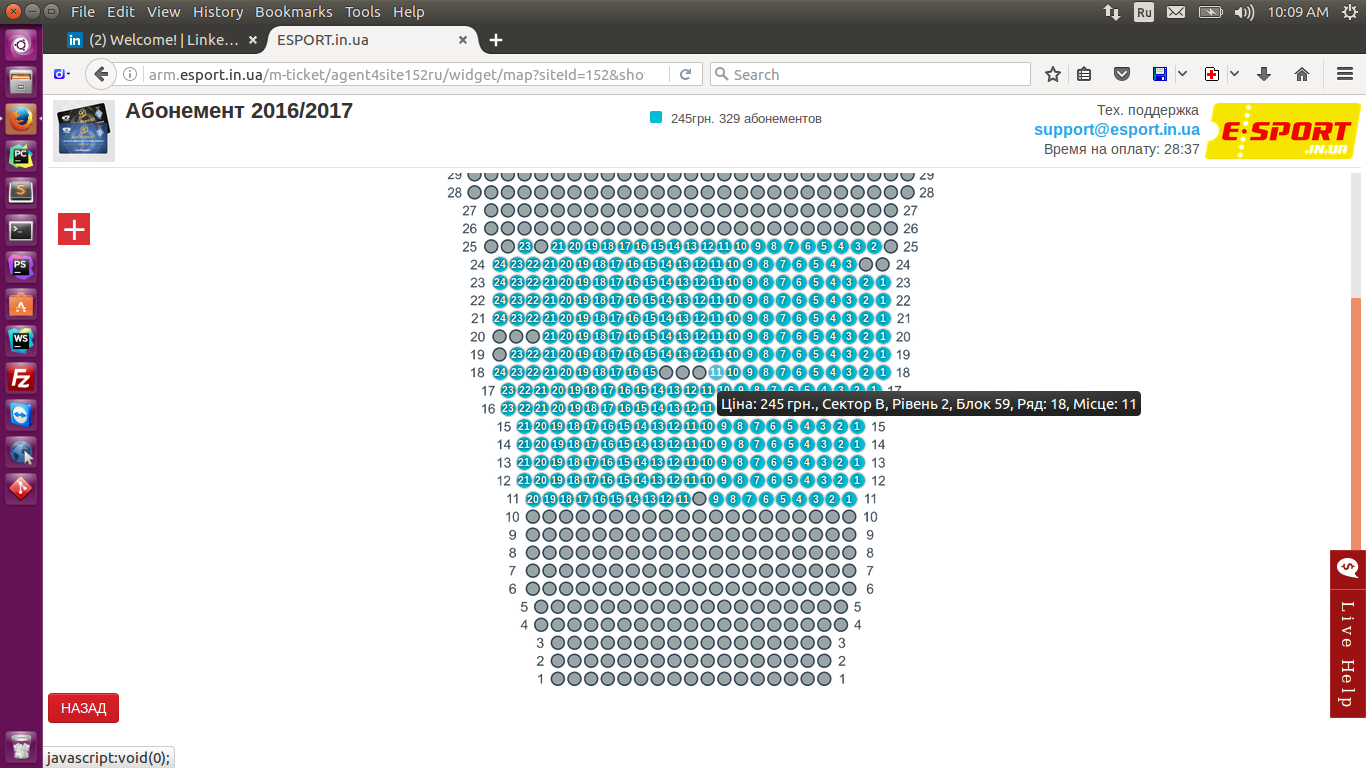 File Edit View History Bookmarks Tools Help
Ru 10:09 AM
(2) Welcome! | Linke... × ESPORT.in.ua ×
arm.esport.in.ua/m-ticket/agent4site152ru/widget/map?siteId=152&sho
Search
Абонемент 2016/2017
245грн. 329 абонементов
Тех. поддержка
support@esport.in.ua
Время на оплату: 28:37
E-SPORT
.IN.UA
29 29
28 28
27 27
26 26
25 23 21 20 19 18 17 16 15 14 13 12 11 10 9 8 7 6 5 4 3 2 25
24 24 23 22 21 20 19 18 17 16 15 14 13 12 11 10 9 8 7 6 5 4 3 24
23 24 23 22 21 20 19 18 17 16 15 14 13 12 11 10 9 8 7 6 5 4 3 2 1 23
22 24 23 22 21 20 19 18 17 16 15 14 13 12 11 10 9 8 7 6 5 4 3 2 1 22
21 24 23 22 21 20 19 18 17 16 15 14 13 12 11 10 9 8 7 6 5 4 3 2 1 21
20 21 20 19 18 17 16 15 14 13 12 11 10 9 8 7 6 5 4 3 2 1 20
19 23 22 21 20 19 18 17 16 15 14 13 12 11 10 9 8 7 6 5 4 3 2 1 19
18 24 23 22 21 20 19 18 17 16 15 11 10 9 8 7 6 5 4 3 2 1 18
17 23 22 21 20 19 18 17 16 15 14 13 12 11 10 9 8 7 6 5 4 3 2 1 17
16 23 22 21 20 19 18 17 16 15 14 13 12 11
Ціна: 245 грн., Сектор B, Рівень 2, Блок 59, Ряд: 18, Місце: 11
15 21 20 19 18 17 16 15 14 13 12 11 10 9 8 7 6 5 4 3 2 1 15
14 21 20 19 18 17 16 15 14 13 12 11 10 9 8 7 6 5 4 3 2 1 14
13 21 20 19 18 17 16 15 14 13 12 11 10 9 8 7 6 5 4 3 2 1 13
12 21 20 19 18 17 16 15 14 13 12 11 10 9 8 7 6 5 4 3 2 1 12
11 20 19 18 17 16 15 14 13 12 11 9 8 7 6 5 4 3 2 1 11
10 10
9 9
8 8
7 7
6 6
5 5
4 4
3 3
2 2
1 1
Live Help
НАЗАД
javascript:void(0);